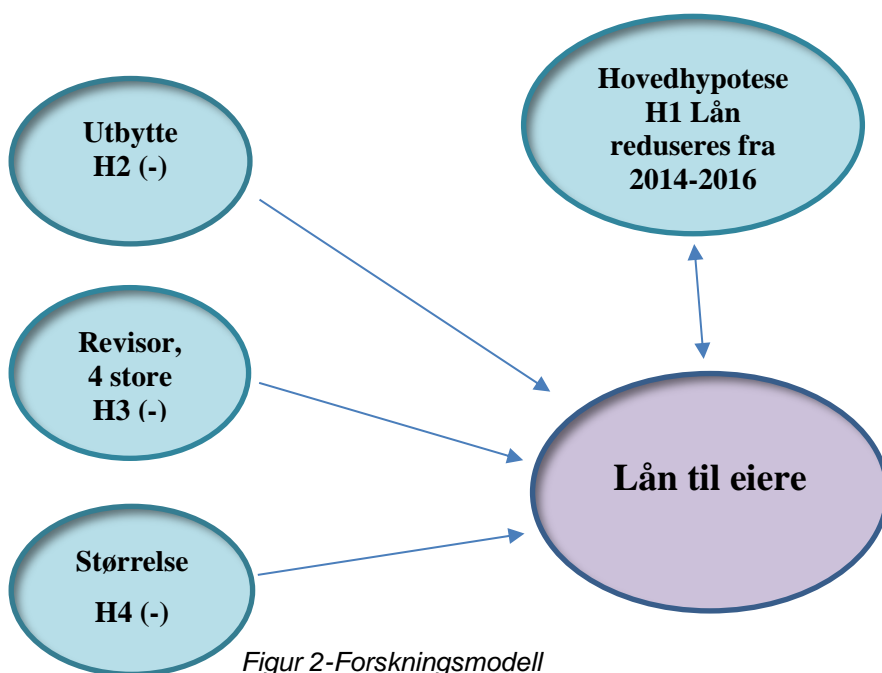 Utbytte
H2 (-)
Hovedhypotese
H1 Lån
reduseres fra
2014-2016
Revisor,
4 store
H3 (-)
Lån til eiere
Størrelse
H4 (-)
Figur 2-Forskningsmodell